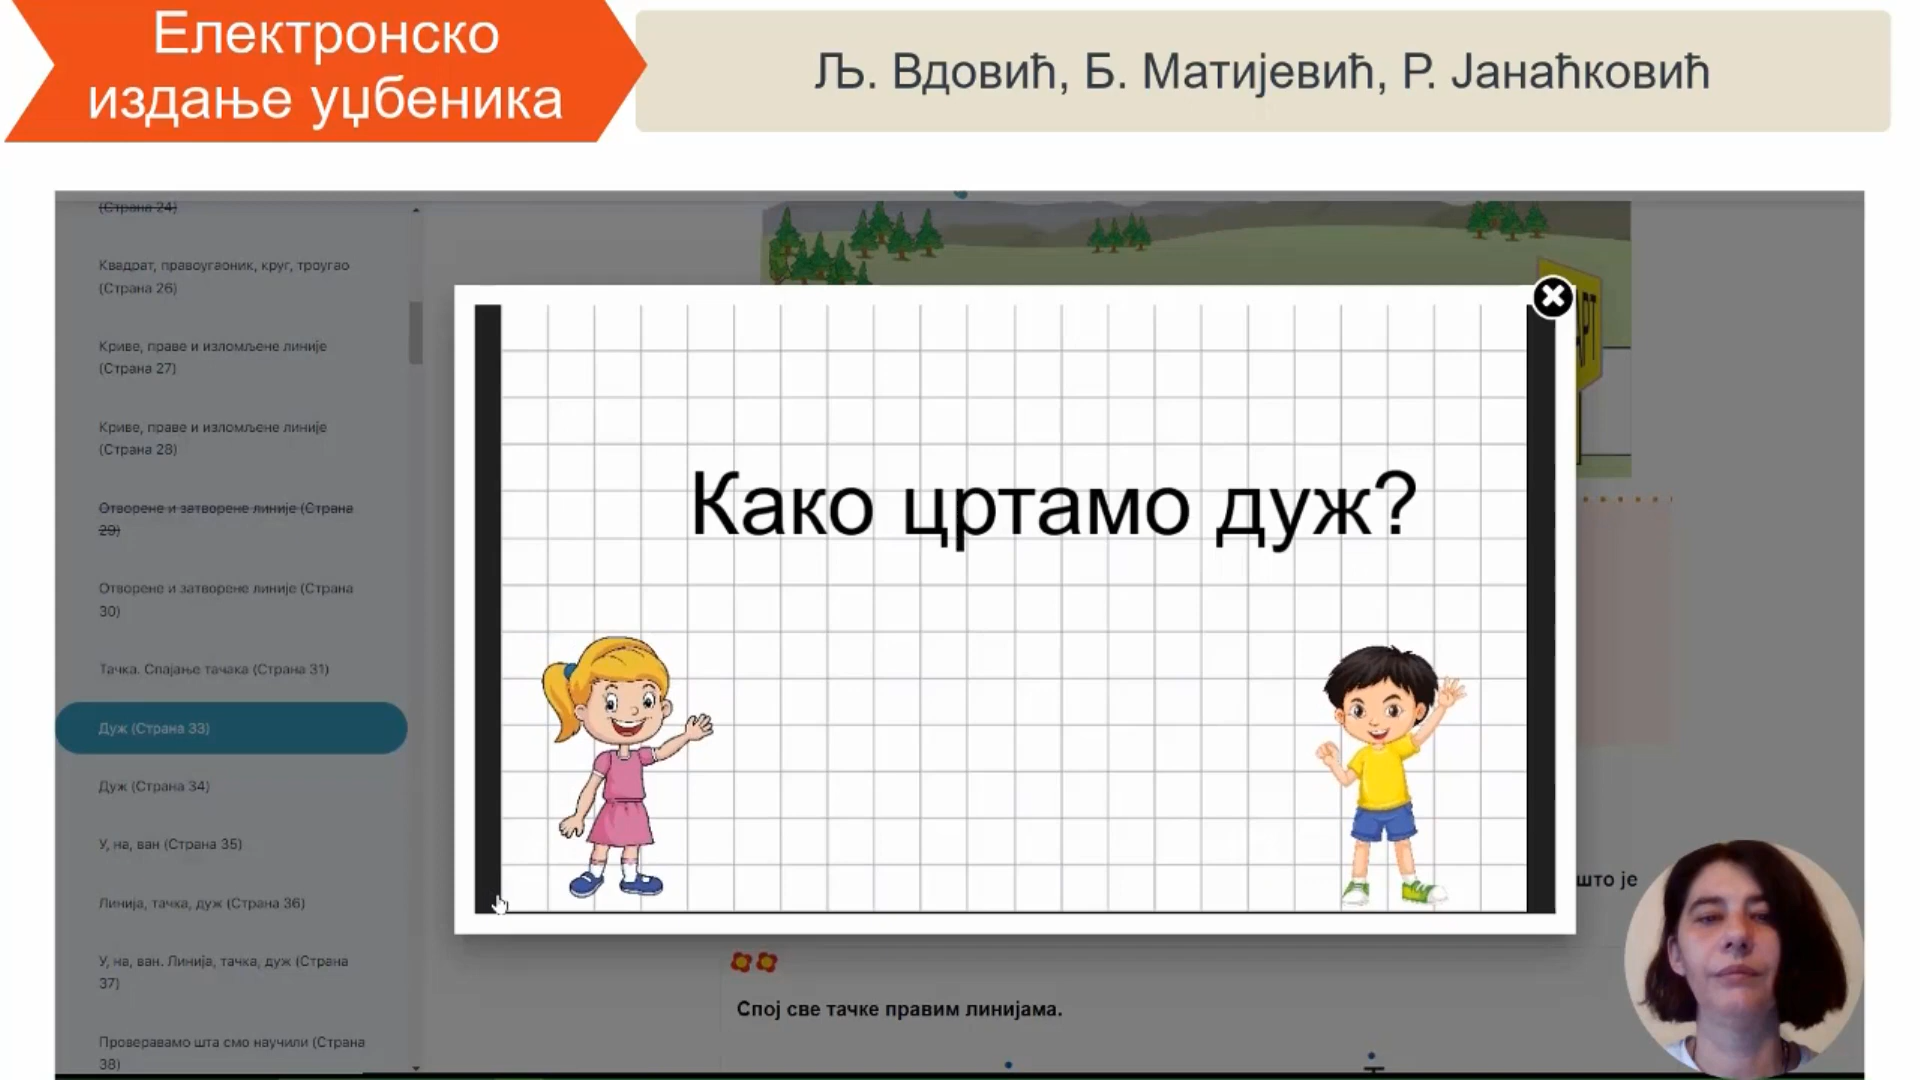 Електронско
издање уџбеника
Љ. Вдовић, Б. Матијевић, Р. Јанаћковић
(Страна 24)
Квадрат, правоугаоник, круг, троугао
(Страна 26)
Криве, праве и изломљене линије
(Страна 27)
Криве, праве и изломљене линије
(Страна 28)
Отворене и затворене линије (Страна
29)
Отворене и затворене линије (Страна
30)
Тачка. Спајање тачака (Страна 31)
Дуж (Страна 33)
Дуж (Страна 34)
У, на, ван (Страна 35)
Линија, тачка, дуж (Страна 36)
У, на, ван. Линија, тачка, дуж (Страна
37)
Проверавамо шта смо научили (Страна
38)
Како цртамо дуж?
што је
Спој све тачке правим линијама.